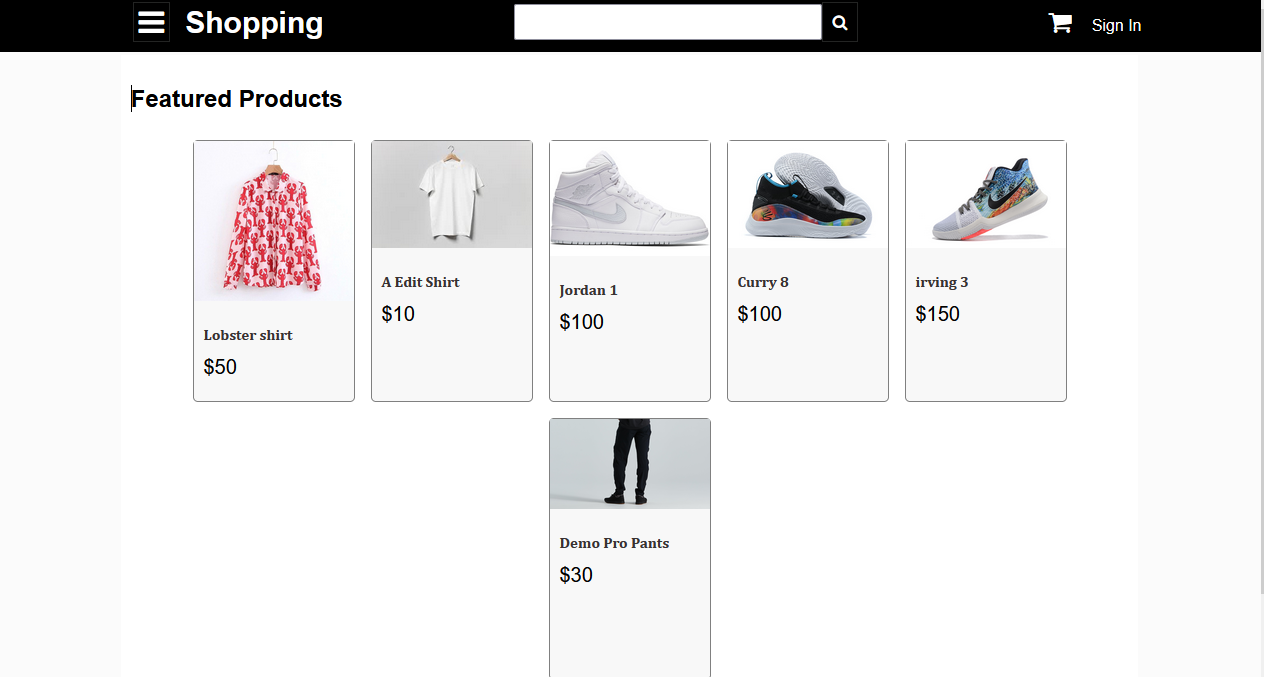 Shopping
Sign In
Featured Products
Lobster shirt
$50
A Edit Shirt
$10
Jordan 1
$100
Curry 8
$100
irving 3
$150
Demo Pro Pants
$30